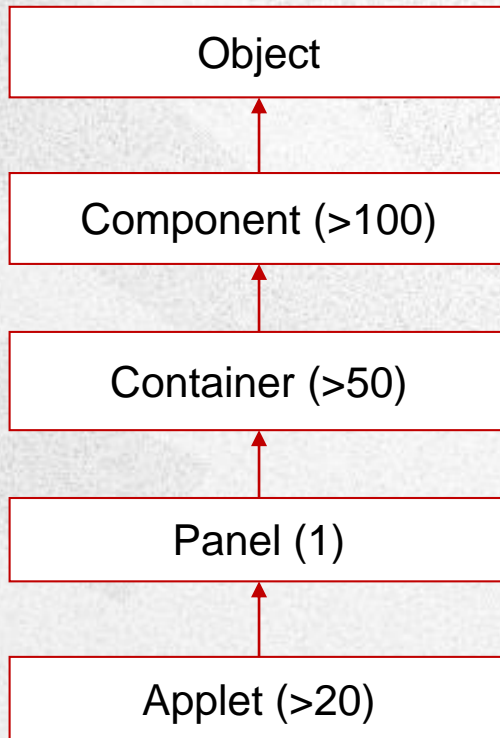 Object
Component (>100)
Container (>50)
Panel (1)
Applet (>20)